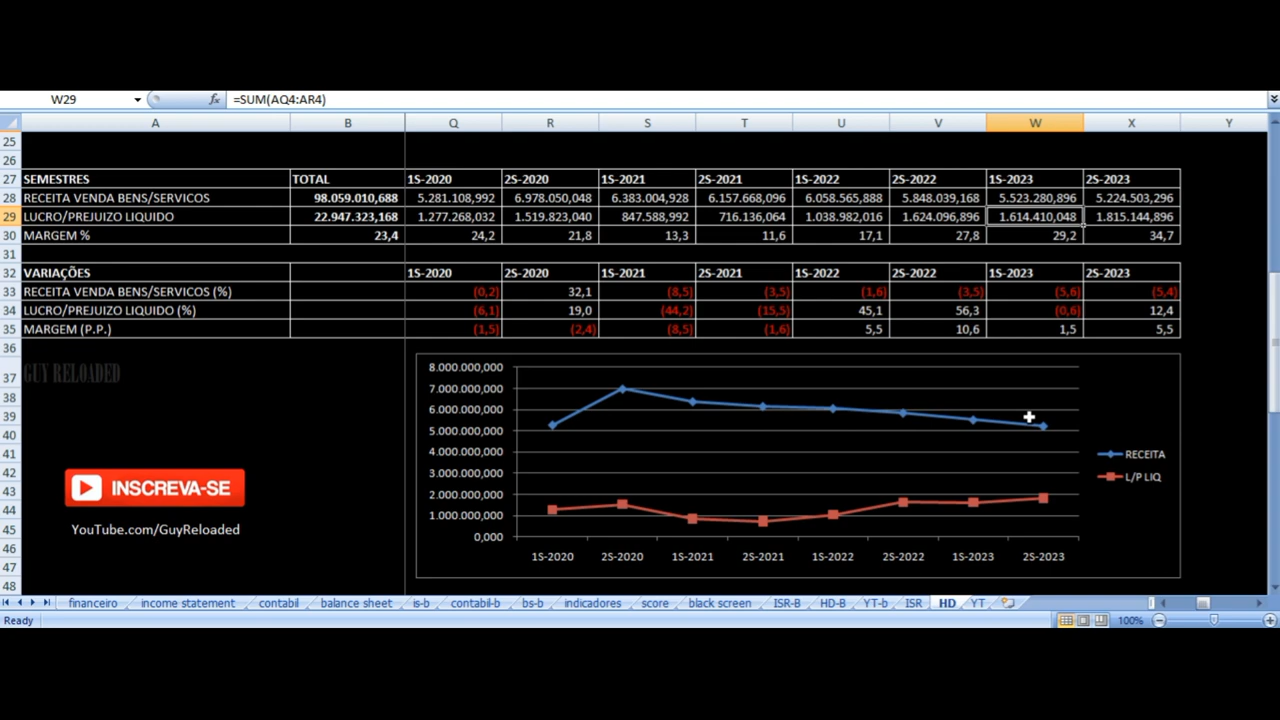 W29 fx =SUM(AQ4:AR4)
A B Q R S T U V W X Y
25
26
27 SEMESTRES TOTAL 1S-2020 2S-2020 1S-2021 2S-2021 1S-2022 2S-2022 1S-2023 2S-2023
28 RECEITA VENDA BENS/SERVICOS 98.059.010,688 5.281.108,992 6.978.050,048 6.383.004,928 6.157.668,096 6.058.565,888 5.848.039,168 5.523.280,896 5.224.503,296
29 LUCRO/PREJUIZO LIQUIDO 22.947.323,168 1.277.268,032 1.519.823,040 847.588,992 716.136,064 1.038.982,016 1.624.096,896 1.614.410,048 1.815.144,896
30 MARGEM % 23,4 24,2 21,8 13,3 11,6 17,1 27,8 29,2 34,7
31
32 VARIAÇÕES 1S-2020 2S-2020 1S-2021 2S-2021 1S-2022 2S-2022 1S-2023 2S-2023
33 RECEITA VENDA BENS/SERVICOS (%) (0,2) 32,1 (8,5) (3,5) (1,6) (3,5) (5,6) (5,4)
34 LUCRO/PREJUIZO LIQUIDO (%) (6,1) 19,0 (44,2) (15,5) 45,1 56,3 (0,6) 12,4
35 MARGEM (P.P.) (1,5) (2,4) (8,5) (1,6) 5,5 10,6 1,5 5,5
36
37 GUY RELOADED
38
39
40
41
42
43
44
45
46
47
48
8.000.000,000
7.000.000,000
6.000.000,000
5.000.000,000
4.000.000,000
3.000.000,000
2.000.000,000
1.000.000,000
0,000
1S-2020 2S-2020 1S-2021 2S-2021 1S-2022 2S-2022 1S-2023 2S-2023
RECEITA
L/P LIQ
INSCREVA-SE
YouTube.com/GuyReloaded
financeiro income statement contabil balance sheet is-b contabil-b bs-b indicadores score black screen ISR-B HD-B YT-b ISR HD YT
Ready 100%